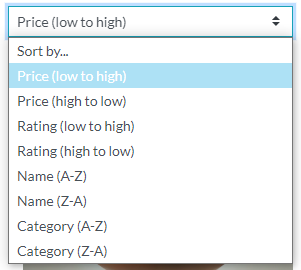 Price (low to high)
Sort by...
Price (low to high)
Price (high to low)
Rating (low to high)
Rating (high to low)
Name (A-Z)
Name (Z-A)
Category (A-Z)
Category (Z-A)